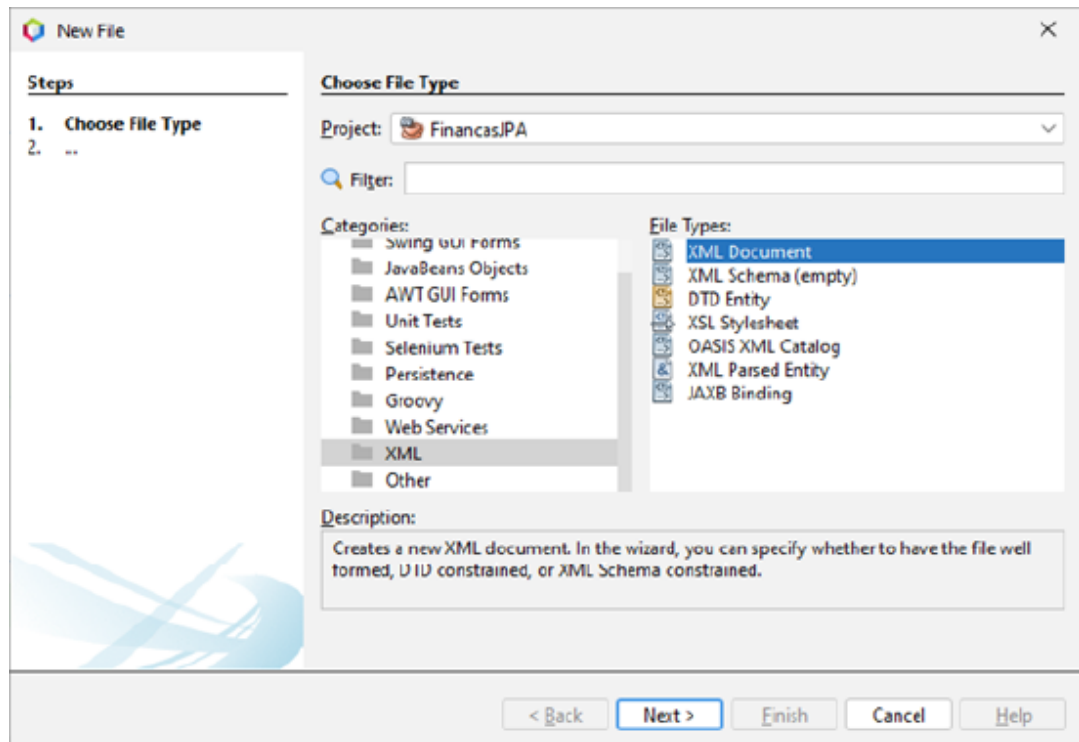 New File
Steps
1. Choose File Type
2. ...
Choose File Type
Project: FinancasJPA
Filter:
Categories:
Swing GUI Forms
JavaBeans Objects
AWT GUI Forms
Unit Tests
Selenium Tests
Persistence
Groovy
Web Services
XML
Other
File Types:
XML Document
XML Schema (empty)
DTD Entity
XSL Stylesheet
OASIS XML Catalog
XML Parsed Entity
JAXB Binding
Description:
Creates a new XML document. In the wizard, you can specify whether to have the file well
formed, DTD constrained, or XML Schema constrained.
< Back Next > Finish Cancel Help